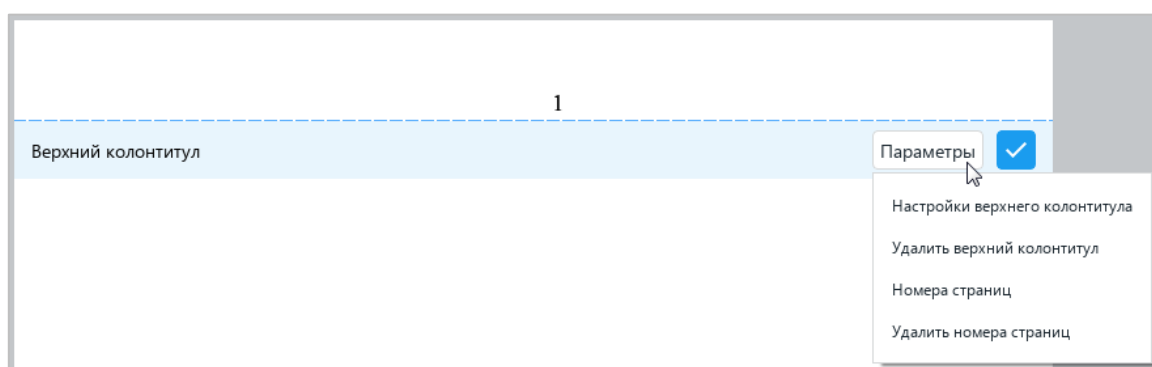 1
Верхний колонтитул
Параметры
Настройки верхнего колонтитула
Удалить верхний колонтитул
Номера страниц
Удалить номера страниц